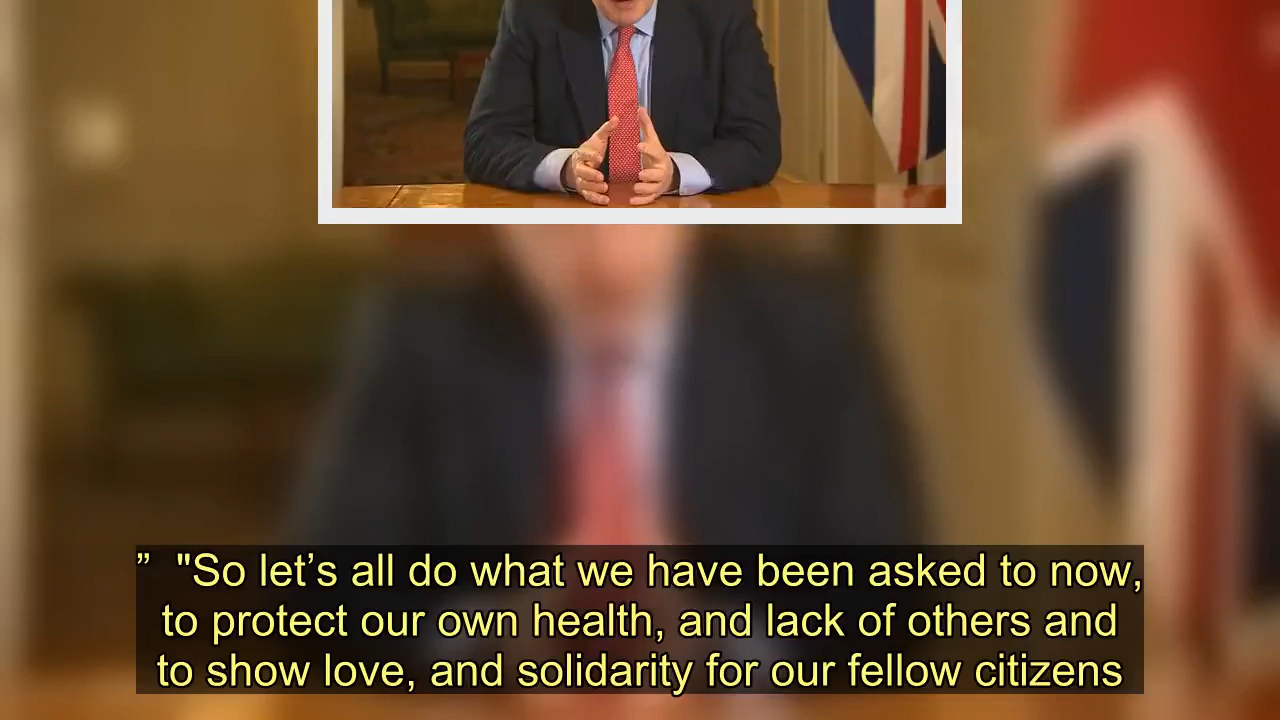 ”  "So let’s all do what we have been asked to now,
to protect our own health, and lack of others and
to show love, and solidarity for our fellow citizens